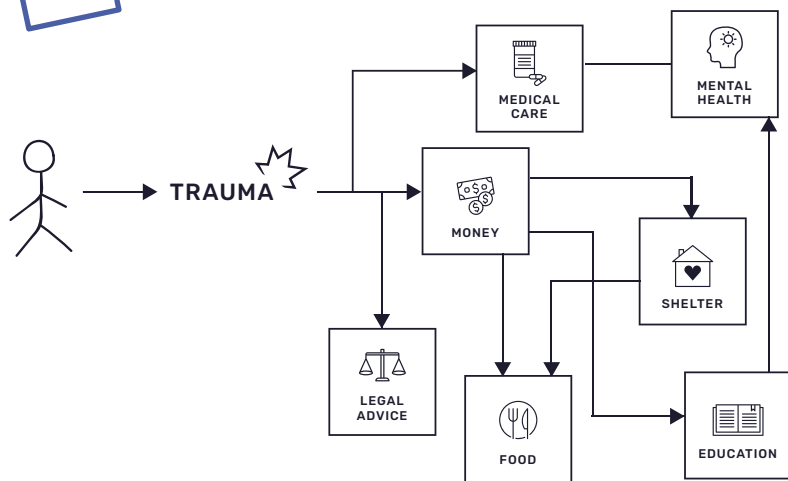 MEDICAL
CARE
MENTAL
HEALTH
TRAUMA
MONEY
SHELTER
LEGAL
ADVICE
FOOD
EDUCATION